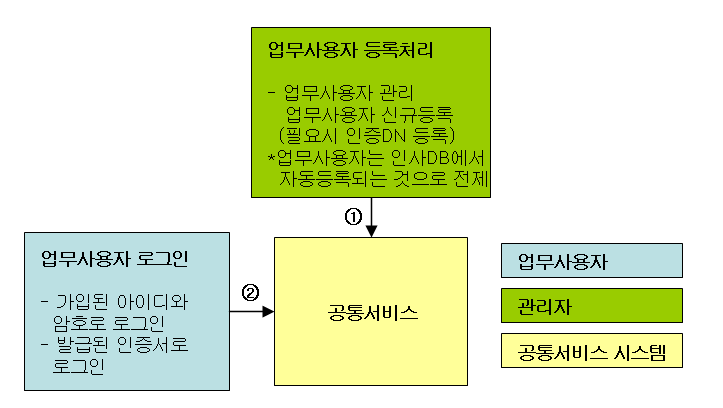 업무사용자 등록처리
- 업무사용자 관리
업무사용자 신규등록
(필요시 인증DN 등록)
*업무사용자는 인사DB에서
자동등록되는 것으로 전제
①
업무사용자 로그인
- 가입된 아이디와
암호로 로그인
- 발급된 인증서로
로그인
②
공통서비스
업무사용자
관리자
공통서비스 시스템